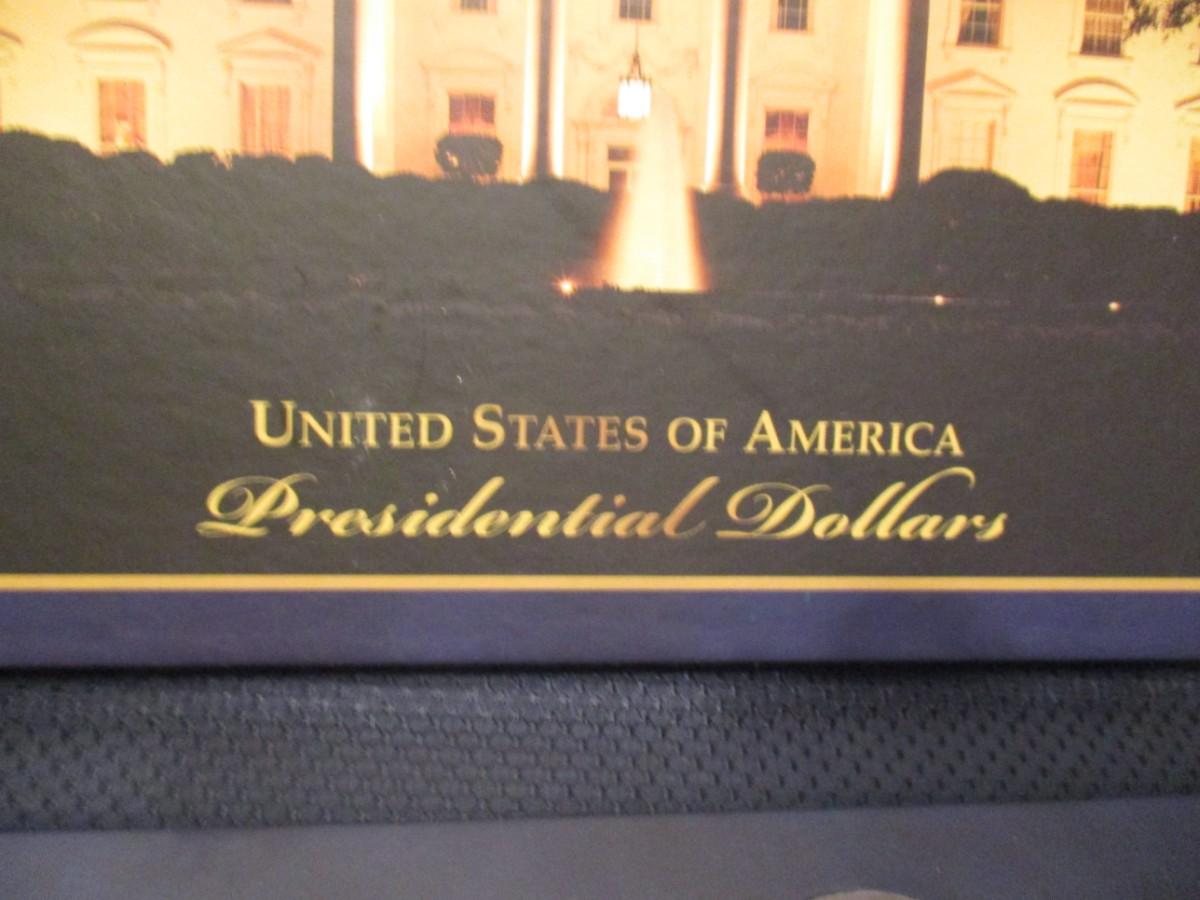 UNITED STATES OF AMERICA
Presidential Dollars